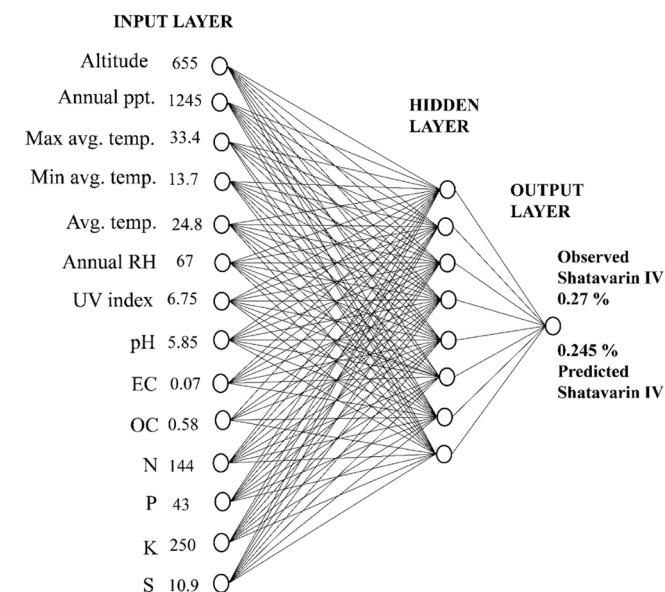 INPUT LAYER
Altitude 655
Annual ppt. 1245
Max avg. temp. 33.4
Min avg. temp. 13.7
Avg. temp. 24.8
Annual RH 67
UV index 6.75
pH 5.85
EC 0.07
OC 0.58
N 144
P 43
K 250
S 10.9
HIDDEN
LAYER
OUTPUT
LAYER
Observed
Shatavarin IV
0.27 %
0.245 %
Predicted
Shatavarin IV